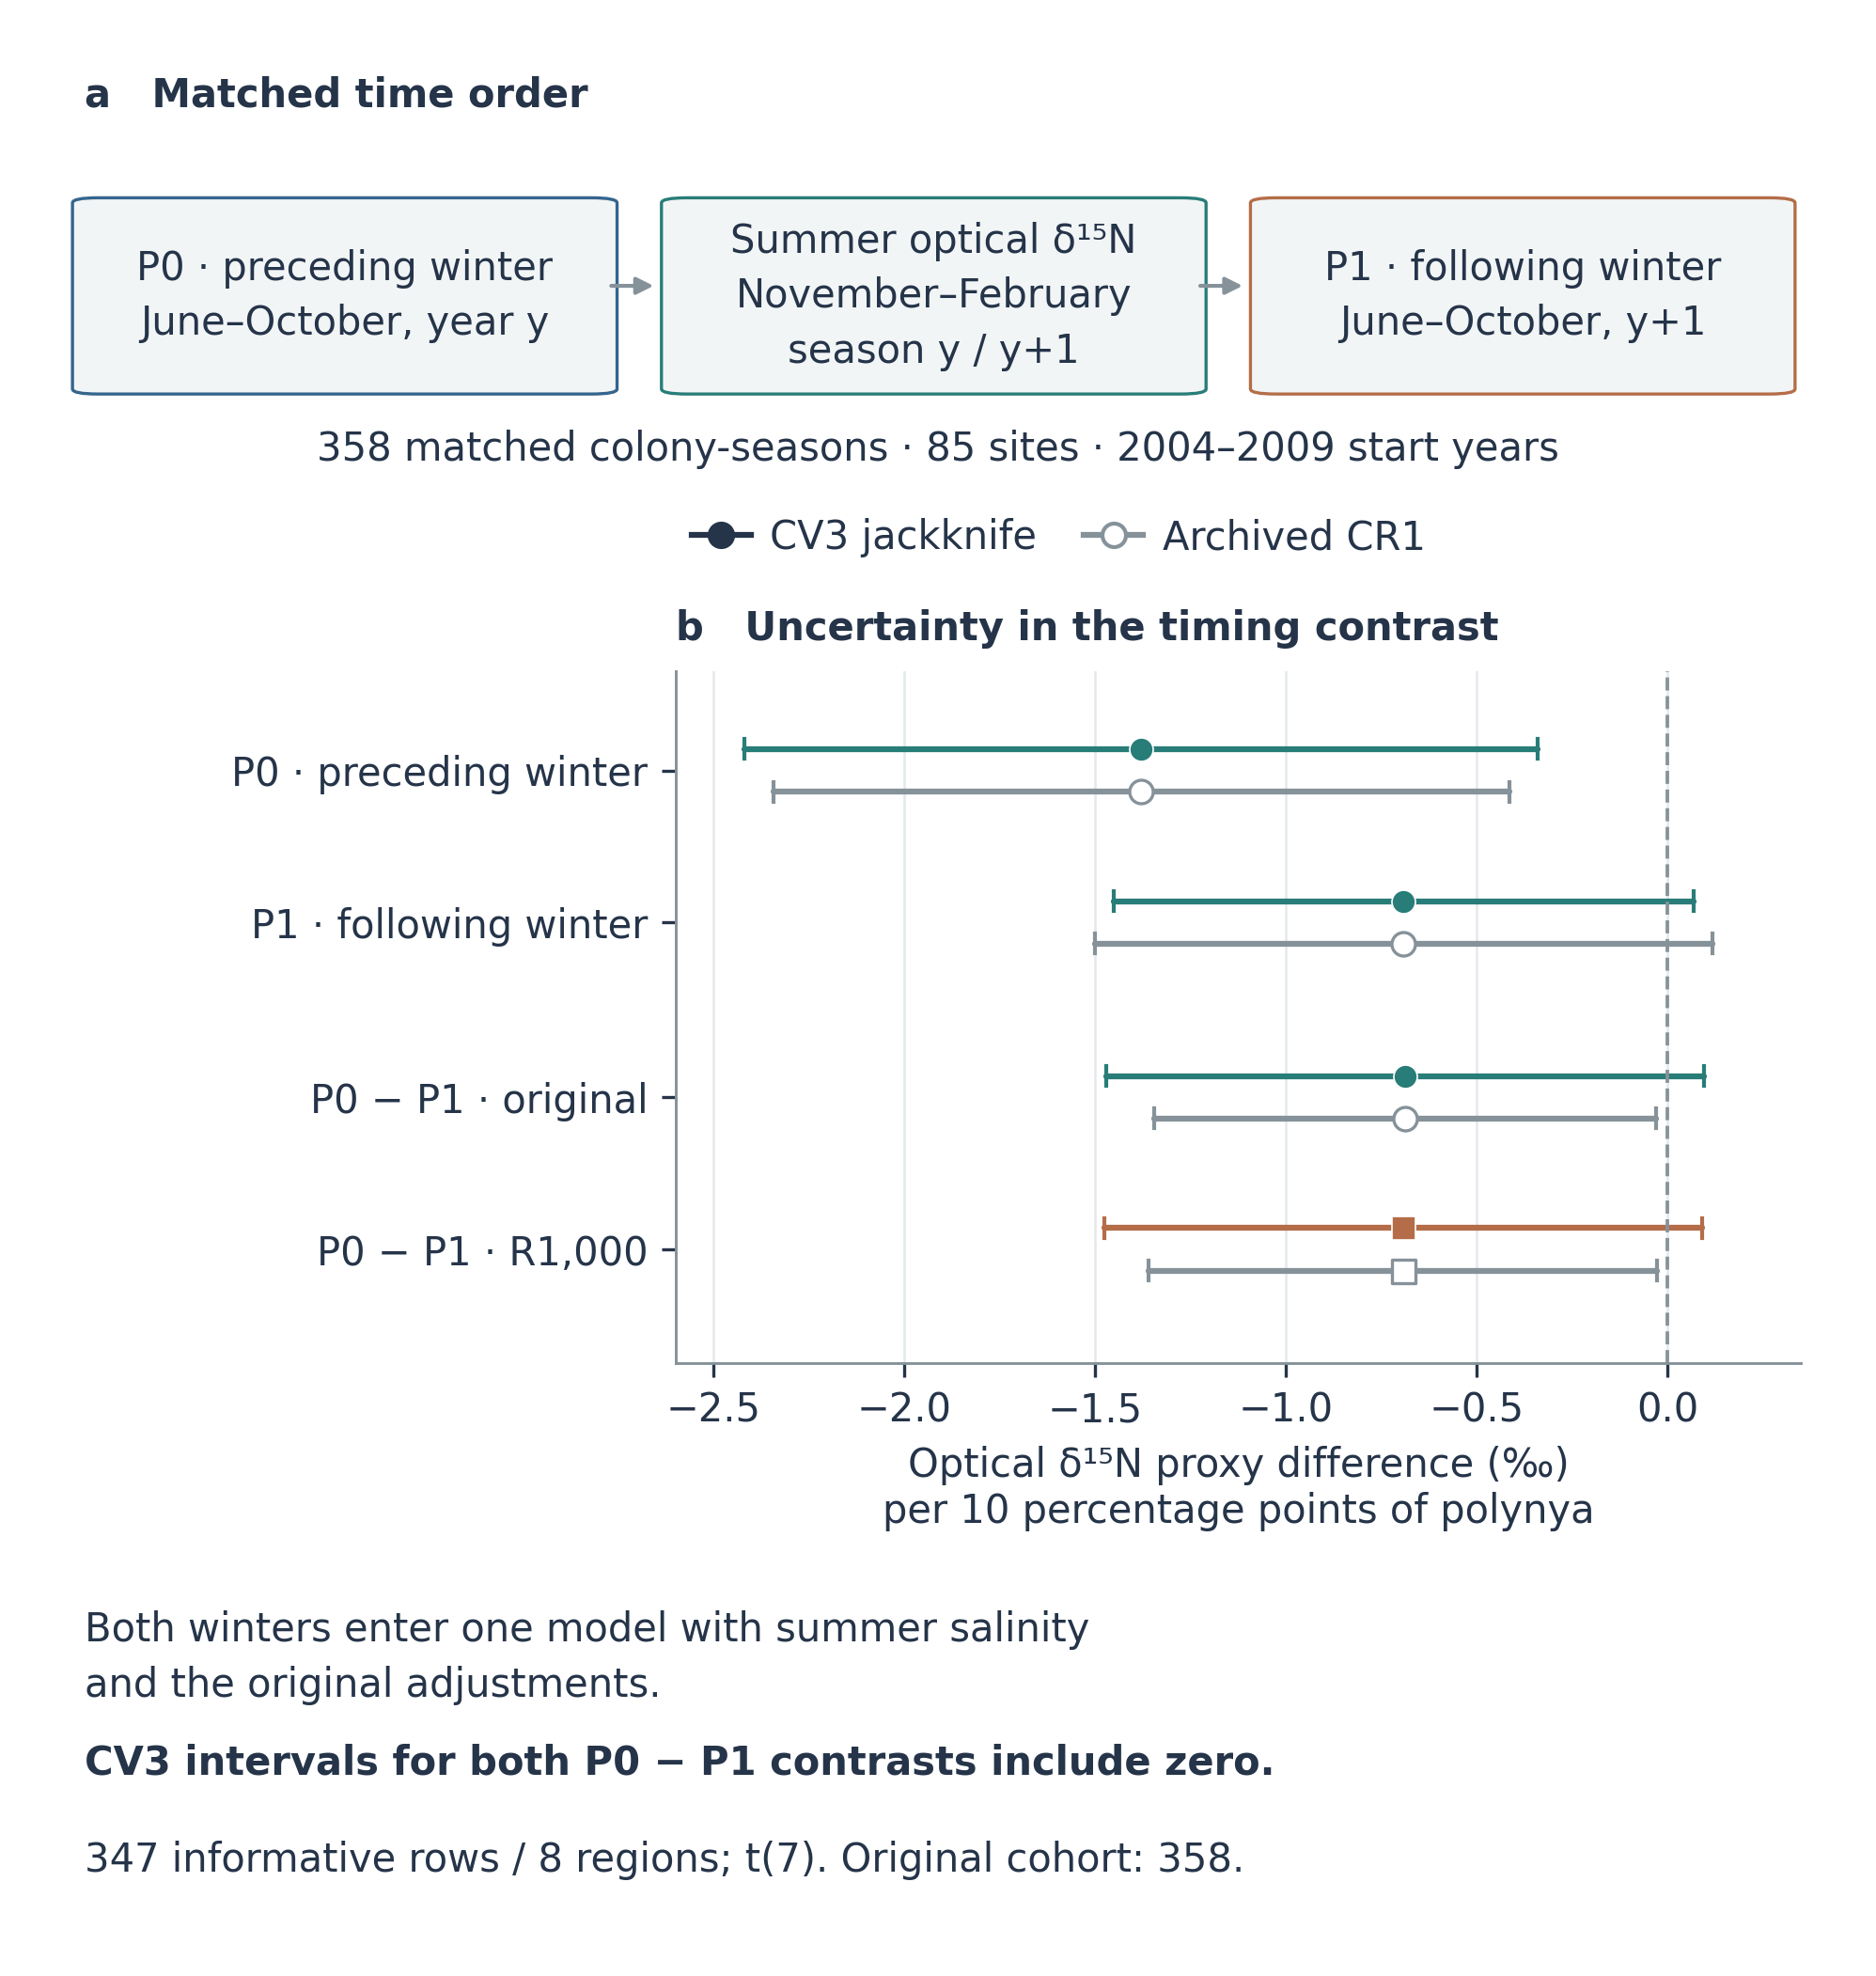 a Matched time order
P0 · preceding winter
June–October, year y
Summer optical δ¹⁵N
November–February
season y / y+1
P1 · following winter
June–October, y+1
358 matched colony-seasons · 85 sites · 2004–2009 start years
CV3 jackknife
Archived CR1
b Uncertainty in the timing contrast
P0 · preceding winter
P1 · following winter
P0 − P1 · original
P0 − P1 · R1,000
−2.5 −2.0 −1.5 −1.0 −0.5 0.0
Optical δ¹⁵N proxy difference (‰)
per 10 percentage points of polynya
Both winters enter one model with summer salinity
and the original adjustments.
CV3 intervals for both P0 − P1 contrasts include zero.
347 informative rows / 8 regions; t(7). Original cohort: 358.